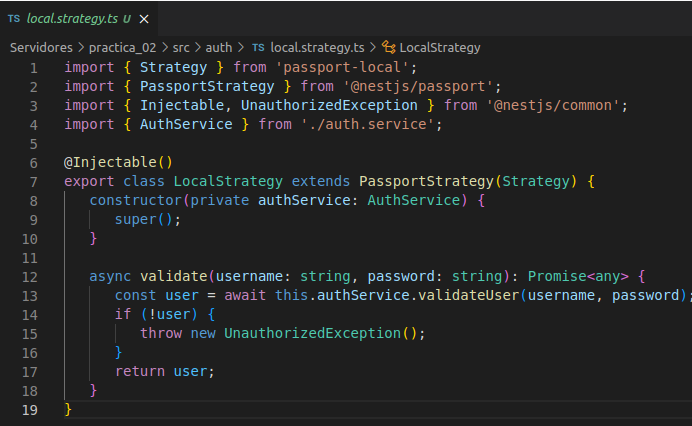 TS local.strategy.ts U ×
Servidores > practica_02 > src > auth > TS local.strategy.ts > LocalStrategy
1 import { Strategy } from 'passport-local';
2 import { PassportStrategy } from '@nestjs/passport';
3 import { Injectable, UnauthorizedException } from '@nestjs/common';
4 import { AuthService } from './auth.service';
5
6 @Injectable()
7 export class LocalStrategy extends PassportStrategy(Strategy) {
8 constructor(private authService: AuthService) {
9 super();
10 }
11
12 async validate(username: string, password: string): Promise<any> {
13 const user = await this.authService.validateUser(username, password);
14 if (!user) {
15 throw new UnauthorizedException();
16 }
17 return user;
18 }
19 }